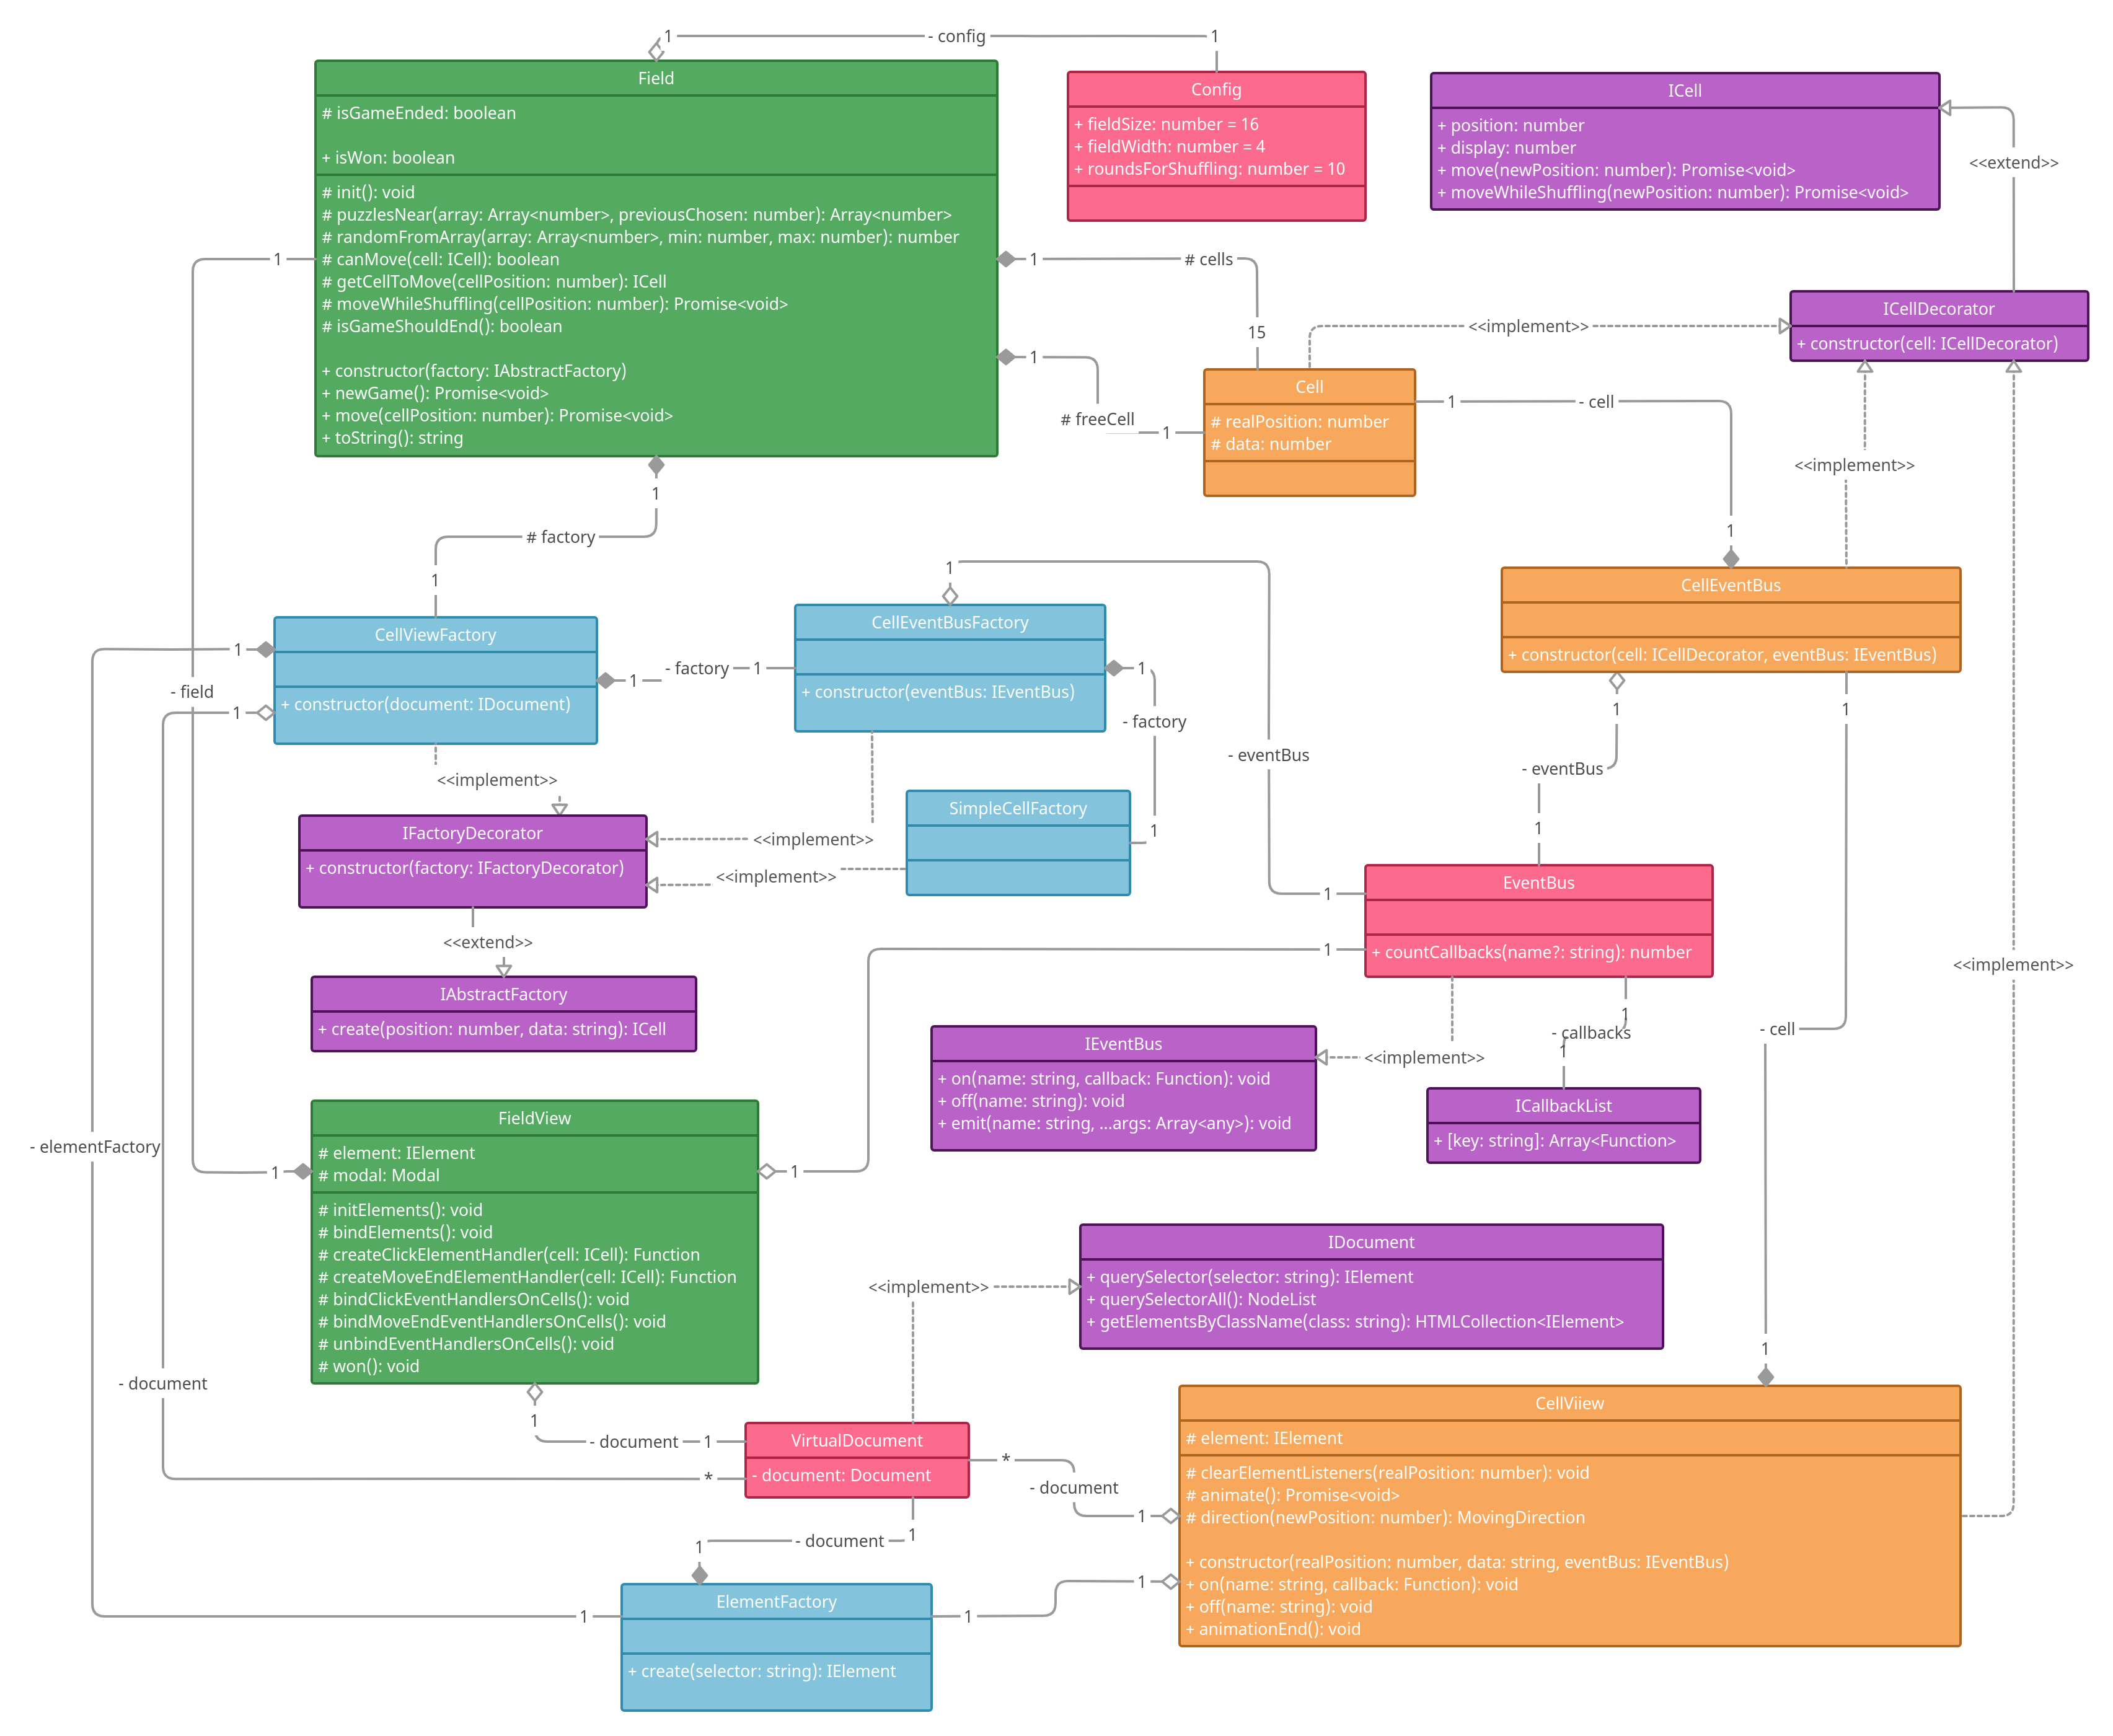 1
- config
1
Field
# isGameEnded: boolean
+ isWon: boolean
# init(): void
# puzzlesNear(array: Array<number>, previousChosen: number): Array<number>
# randomFromArray(array: Array<number>, min: number, max: number): number
# canMove(cell: ICell): boolean
# getCellToMove(cellPosition: number): ICell
# moveWhileShuffling(cellPosition: number): Promise<void>
# isGameShouldEnd(): boolean
+ constructor(factory: IAbstractFactory)
+ newGame(): Promise<void>
+ move(cellPosition: number): Promise<void>
+ toString(): string
Config
+ fieldSize: number = 16
+ fieldWidth: number = 4
+ roundsForShuffling: number = 10
ICell
+ position: number
+ display: number
+ move(newPosition: number): Promise<void>
+ moveWhileShuffling(newPosition: number): Promise<void>
<<extend>>
1
1
# cells
15
<<implement>>
ICellDecorator
+ constructor(cell: ICellDecorator)
1
# freeCell
1
Cell
# realPosition: number
# data: number
1
- cell
1
<<implement>>
1
# factory
1
1
CellEventBus
+ constructor(cell: ICellDecorator, eventBus: IEventBus)
CellViewFactory
+ constructor(document: IDocument)
1
1
- field
1
- factory
1
CellEventBusFactory
+ constructor(eventBus: IEventBus)
1
- factory
1
- eventBus
1
1
- eventBus
1
1
<<implement>>
SimpleCellFactory
IFactoryDecorator
+ constructor(factory: IFactoryDecorator)
<<implement>>
<<implement>>
<<extend>>
IAbstractFactory
+ create(position: number, data: string): ICell
EventBus
+ countCallbacks(name?: string): number
1
<<implement>>
1
- callbacks
1
- cell
1
<<implement>>
IEventBus
+ on(name: string, callback: Function): void
+ off(name: string): void
+ emit(name: string, ...args: Array<any>): void
<<implement>>
ICallbackList
+ [key: string]: Array<Function>
- elementFactory
1
FieldView
# element: IElement
# modal: Modal
# initElements(): void
# bindElements(): void
# createClickElementHandler(cell: ICell): Function
# createMoveEndElementHandler(cell: ICell): Function
# bindClickEventHandlersOnCells(): void
# bindMoveEndEventHandlersOnCells(): void
# unbindEventHandlersOnCells(): void
# won(): void
1
IDocument
+ querySelector(selector: string): IElement
+ querySelectorAll(): NodeList
+ getElementsByClassName(class: string): HTMLCollection<IElement>
- document
1
- document
1
*
VirtualDocument
- document: Document
*
- document
1
CellViiew
# element: IElement
# clearElementListeners(realPosition: number): void
# animate(): Promise<void>
# direction(newPosition: number): MovingDirection
+ constructor(realPosition: number, data: string, eventBus: IEventBus)
+ on(name: string, callback: Function): void
+ off(name: string): void
+ animationEnd(): void
1
- document
1
1
ElementFactory
+ create(selector: string): IElement
1
1